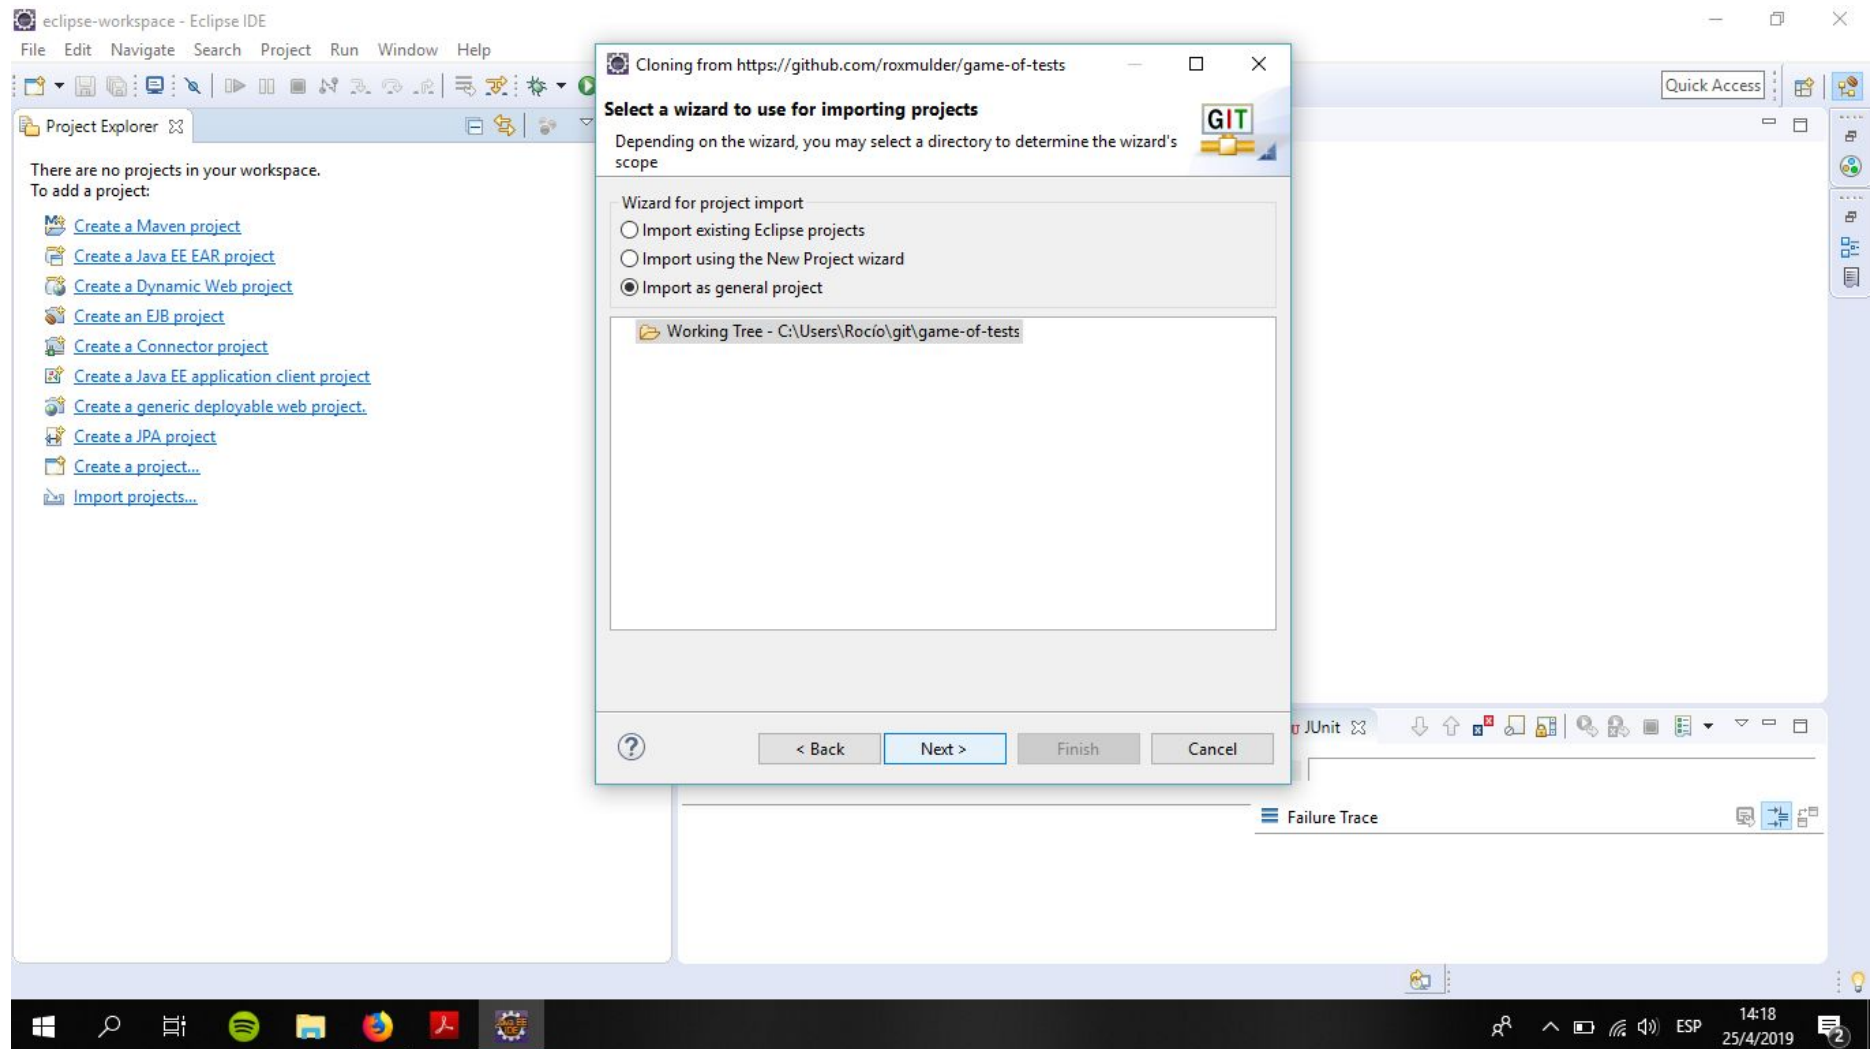 eclipse-workspace - Eclipse IDE
File Edit Navigate Search Project Run Window Help
Quick Access
Project Explorer
There are no projects in your workspace.
To add a project:
Create a Maven project
Create a Java EE EAR project
Create a Dynamic Web project
Create an EJB project
Create a Connector project
Create a Java EE application client project
Create a generic deployable web project.
Create a JPA project
Create a project...
Import projects...
Cloning from https://github.com/roxmulder/game-of-tests
Select a wizard to use for importing projects
GIT
Depending on the wizard, you may select a directory to determine the wizard's
scope
Wizard for project import
Import existing Eclipse projects
Import using the New Project wizard
Import as general project
Working Tree - C:\Users\Rocío\git\game-of-tests
< Back Next > Finish Cancel
JUnit
Failure Trace
ESP
14:18
25/4/2019
2